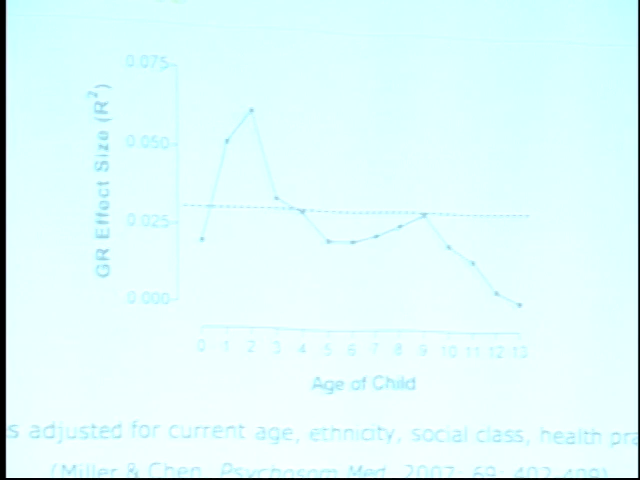 0.075
0.050
0.025
0.000
GR Effect Size (R²)
0 1 2 3 4 5 6 7 8 9 10 11 12 13
Age of Child
s adjusted for current age, ethnicity, social class, health pra
(Miller & Chen, Psychosom Med, 2007; 69: 402-409)